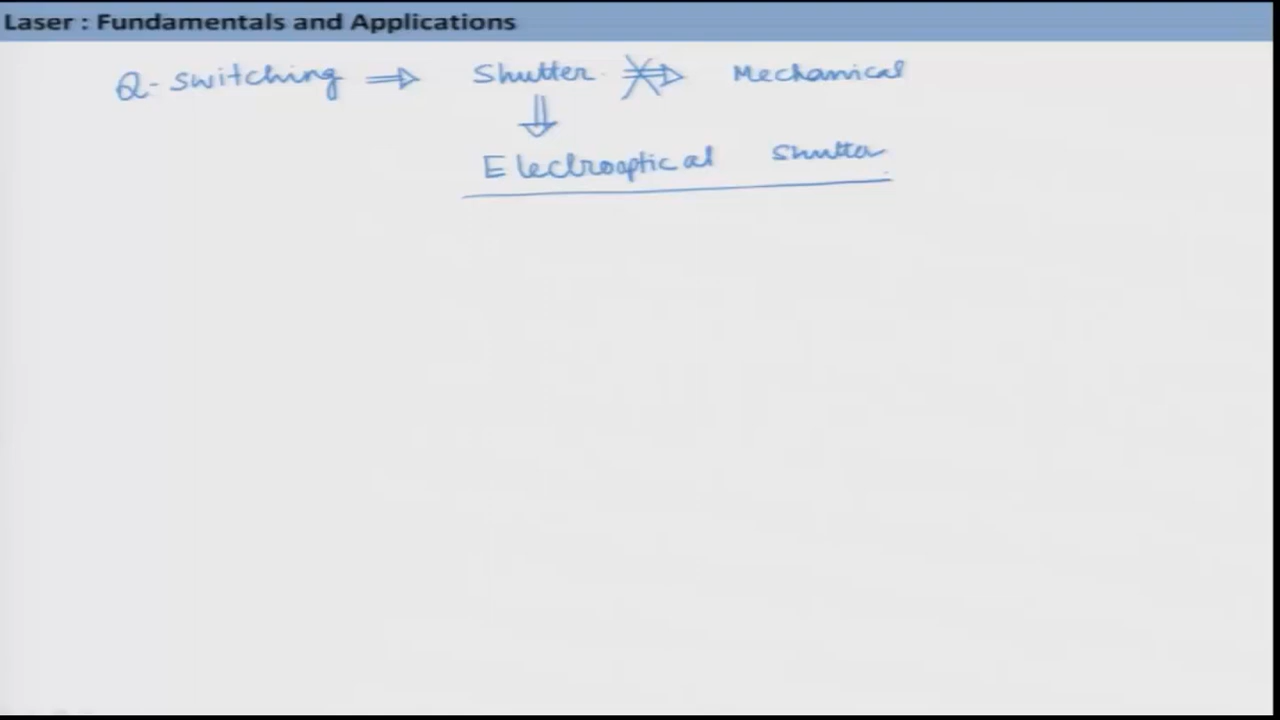 Laser : Fundamentals and Applications
Q-switching ⇒ Shutter ⇒ Mechanical
⇓
Electrooptical Shutter